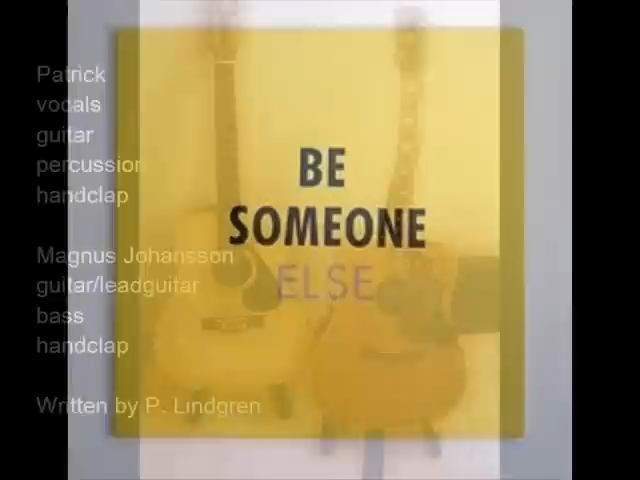 Patrick
vocals
guitar
percussion
handclap
Magnus Johansson
guitar/leadguitar
bass
handclap
Written by P. Lindgren
BE
SOMEONE
ELSE